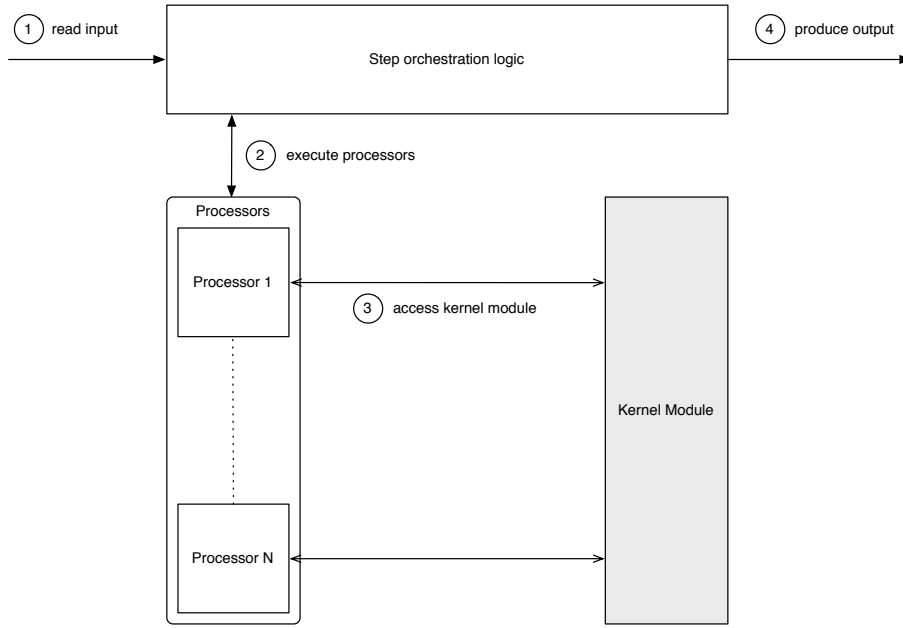 1 read input
Step orchestration logic
4 produce output
2 execute processors
Processors
Processor 1
3 access kernel module
Kernel Module
Processor N